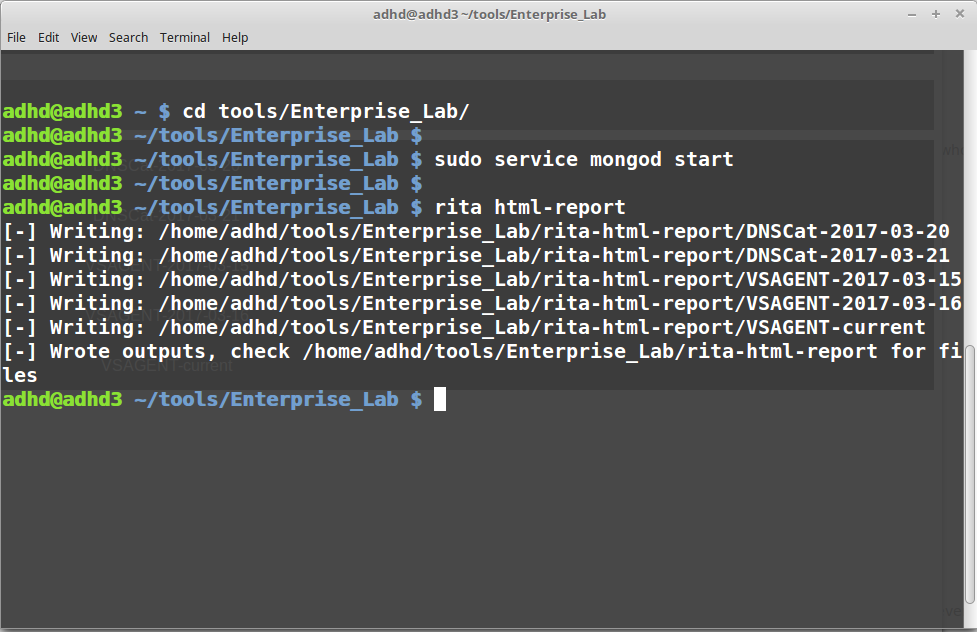 adhd@adhd3 ~/tools/Enterprise_Lab
File Edit View Search Terminal Help
adhd@adhd3 ~ $ cd tools/Enterprise_Lab/
adhd@adhd3 ~/tools/Enterprise_Lab $
adhd@adhd3 ~/tools/Enterprise_Lab $ sudo service mongod start
adhd@adhd3 ~/tools/Enterprise_Lab $
adhd@adhd3 ~/tools/Enterprise_Lab $ rita html-report
[-] Writing: /home/adhd/tools/Enterprise_Lab/rita-html-report/DNSCat-2017-03-20
[-] Writing: /home/adhd/tools/Enterprise_Lab/rita-html-report/DNSCat-2017-03-21
[-] Writing: /home/adhd/tools/Enterprise_Lab/rita-html-report/VSAGENT-2017-03-15
[-] Writing: /home/adhd/tools/Enterprise_Lab/rita-html-report/VSAGENT-2017-03-16
[-] Writing: /home/adhd/tools/Enterprise_Lab/rita-html-report/VSAGENT-current
[-] Wrote outputs, check /home/adhd/tools/Enterprise_Lab/rita-html-report for fi
les
VSAGENT-current
adhd@adhd3 ~/tools/Enterprise_Lab $